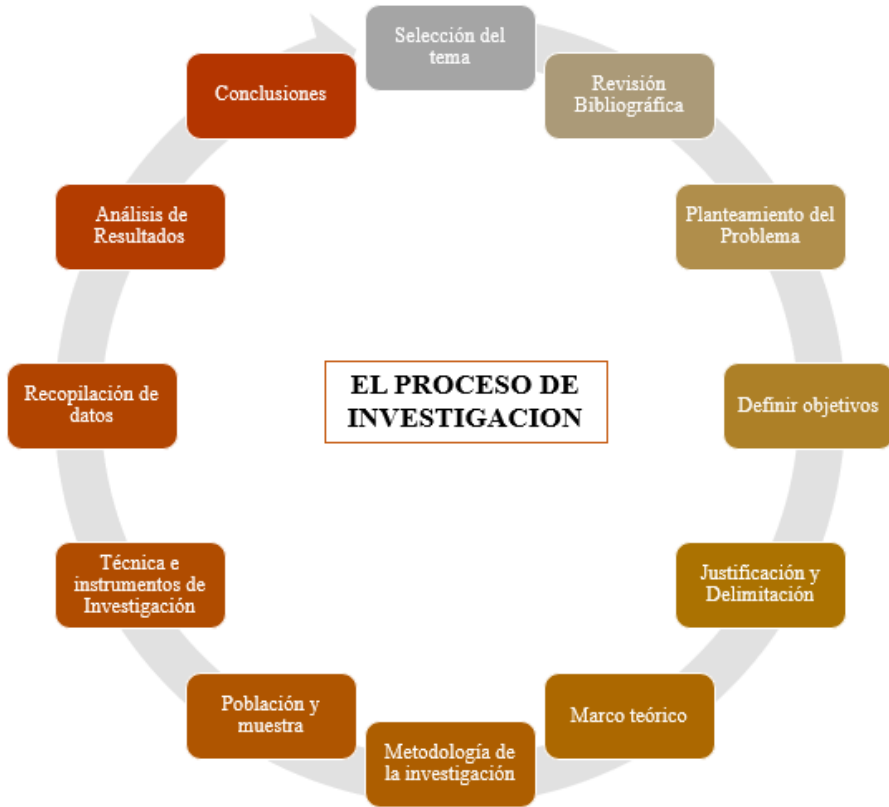 Selección del
tema
Revisión
Bibliográfica
Planteamiento del
Problema
Definir objetivos
Justificación y
Delimitación
Marco teórico
Metodología de
la investigación
Población y
muestra
Técnica e
instrumentos de
Investigación
Recopilación de
datos
Análisis de
Resultados
Conclusiones
EL PROCESO DE
INVESTIGACION